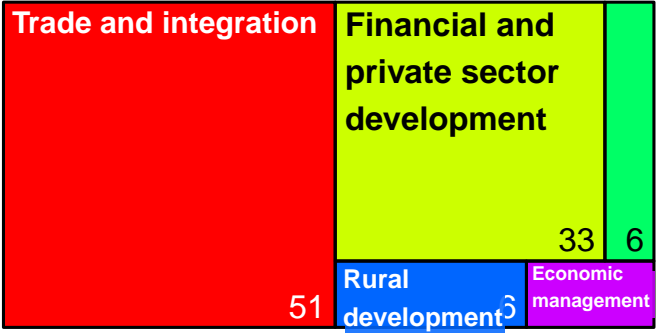 Trade and integration
51
Financial and
private sector
development
33
6
Rural
development
6
Economic
management